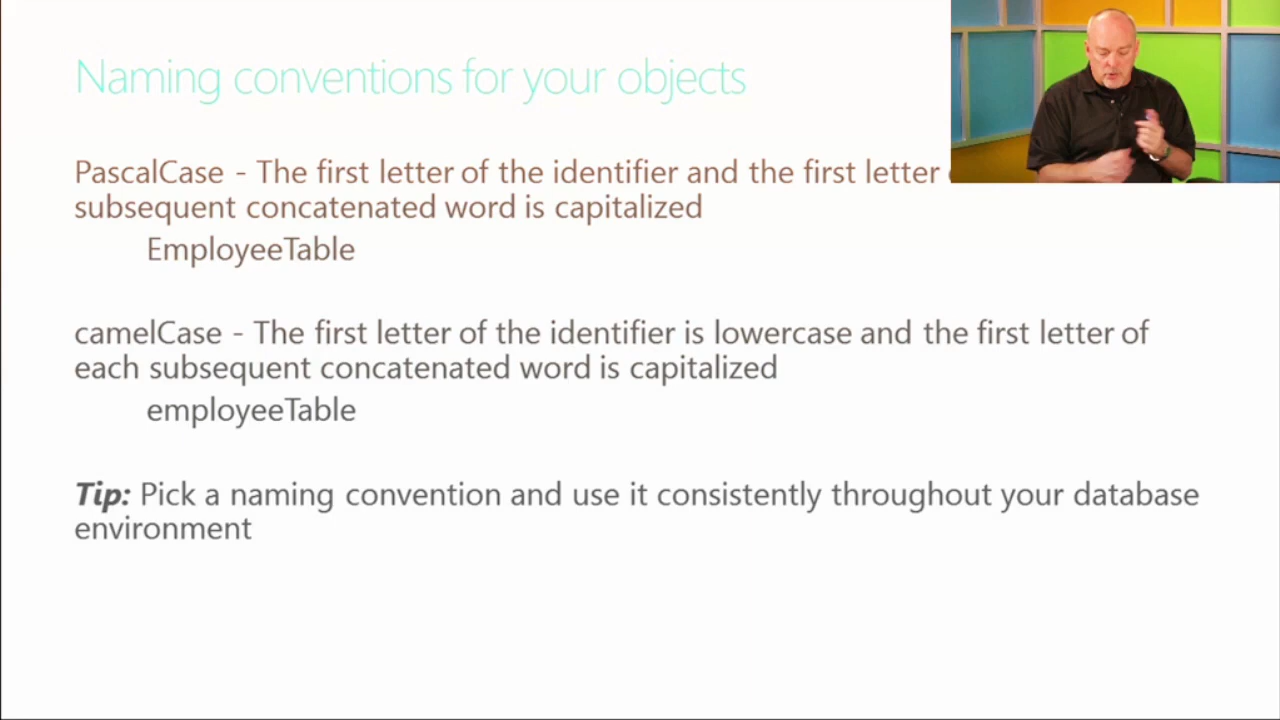 Naming conventions for your objects
PascalCase - The first letter of the identifier and the first letter
subsequent concatenated word is capitalized
EmployeeTable
camelCase - The first letter of the identifier is lowercase and the first letter of
each subsequent concatenated word is capitalized
employeeTable
Tip: Pick a naming convention and use it consistently throughout your database
environment